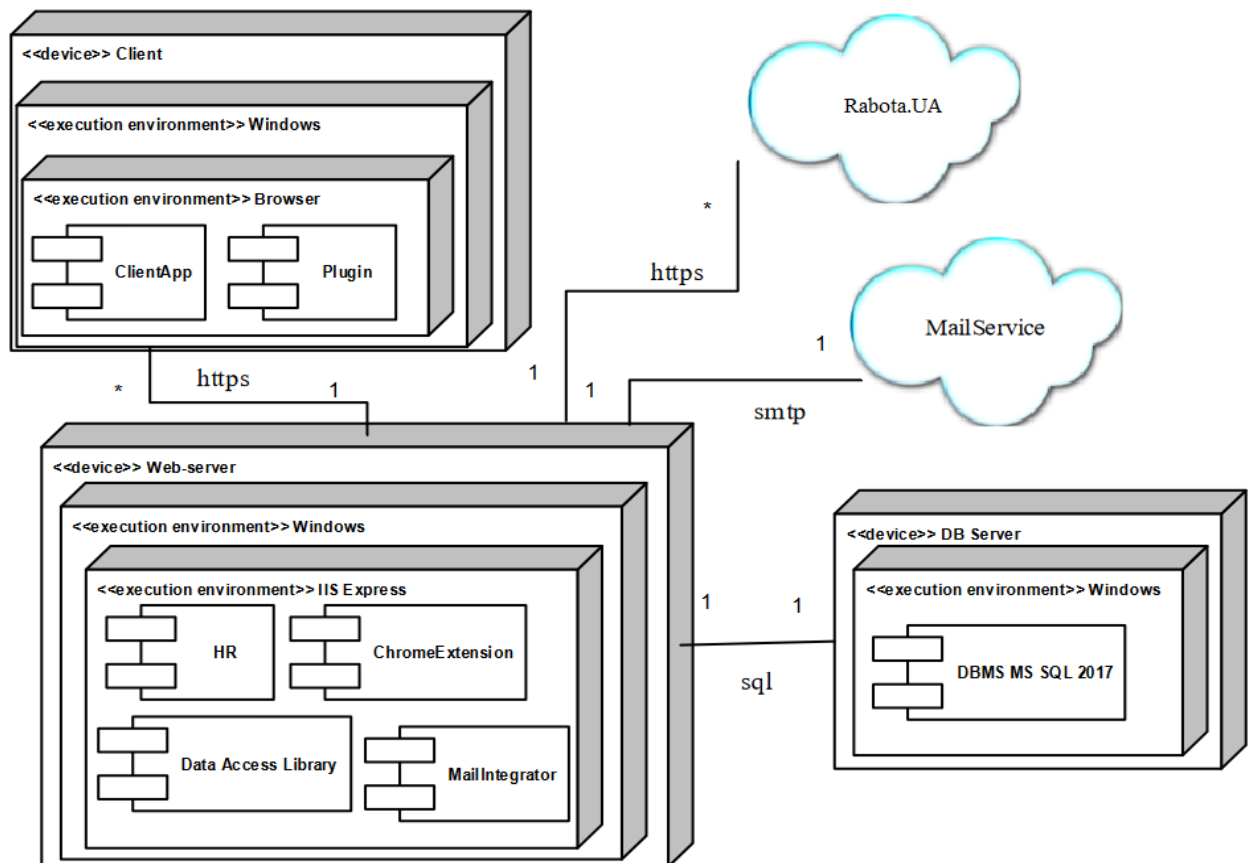 <<device>> Client
<<execution environment>> Windows
<<execution environment>> Browser
ClientApp
Plugin
Rabota.UA
*
https
MailService
1
1
1
smtp
*
https
1
<<device>> Web-server
<<execution environment>> Windows
<<execution environment>> IIS Express
HR
ChromeExtension
Data Access Library
MailIntegrator
1
1
sql
<<device>> DB Server
<<execution environment>> Windows
DBMS MS SQL 2017